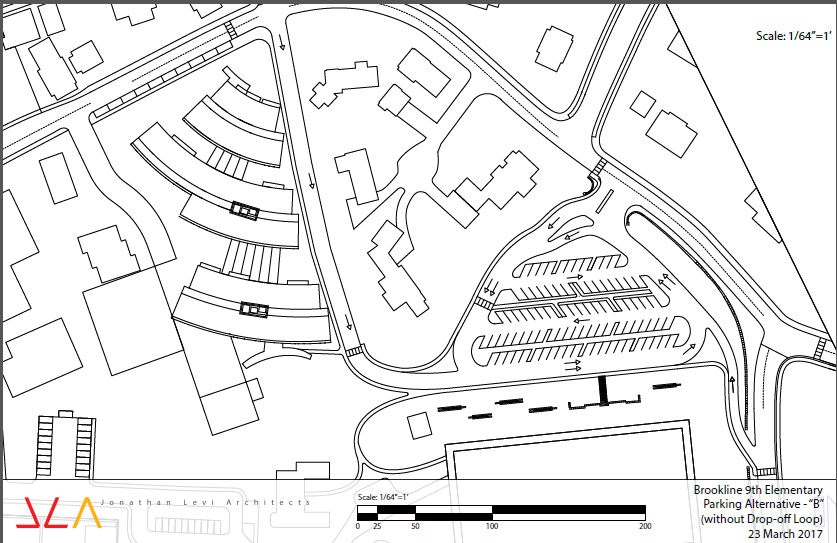 Scale: 1/64"=1'
Jonathan Levi Architects
Scale: 1/64"=1'
0 25 50 100 200
Brookline 9th Elementary
Parking Alternative - "B"
(without Drop-off Loop)
23 March 2017